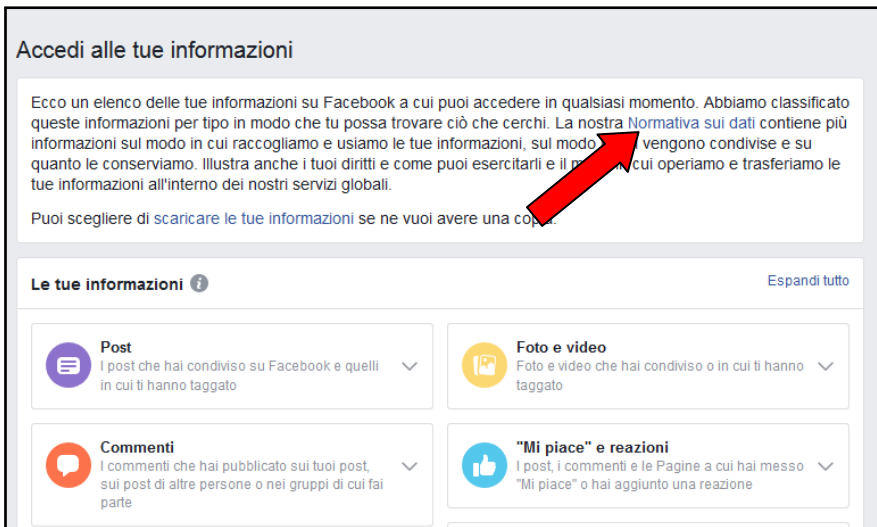 Accedi alle tue informazioni
Ecco un elenco delle tue informazioni su Facebook a cui puoi accedere in qualsiasi momento. Abbiamo classificato
queste informazioni per tipo in modo che tu possa trovare ciò che cerchi. La nostra Normativa sui dati contiene più
informazioni sul modo in cui raccogliamo e usiamo le tue informazioni, sul modo vengono condivise e su
quanto le conserviamo. Illustra anche i tuoi diritti e come puoi esercitarli e il cui operiamo e trasferiamo le
tue informazioni all'interno dei nostri servizi globali.
Puoi scegliere di scaricare le tue informazioni se ne vuoi avere una copia.
Le tue informazioni
Espandi tutto
Post
I post che hai condiviso su Facebook e quelli
in cui ti hanno taggato
Foto e video
Foto e video che hai condiviso o in cui ti hanno
taggato
Commenti
I commenti che hai pubblicato sui tuoi post,
sui post di altre persone o nei gruppi di cui fai
parte
"Mi piace" e reazioni
I post, i commenti e le Pagine a cui hai messo
"Mi piace" o hai aggiunto una reazione